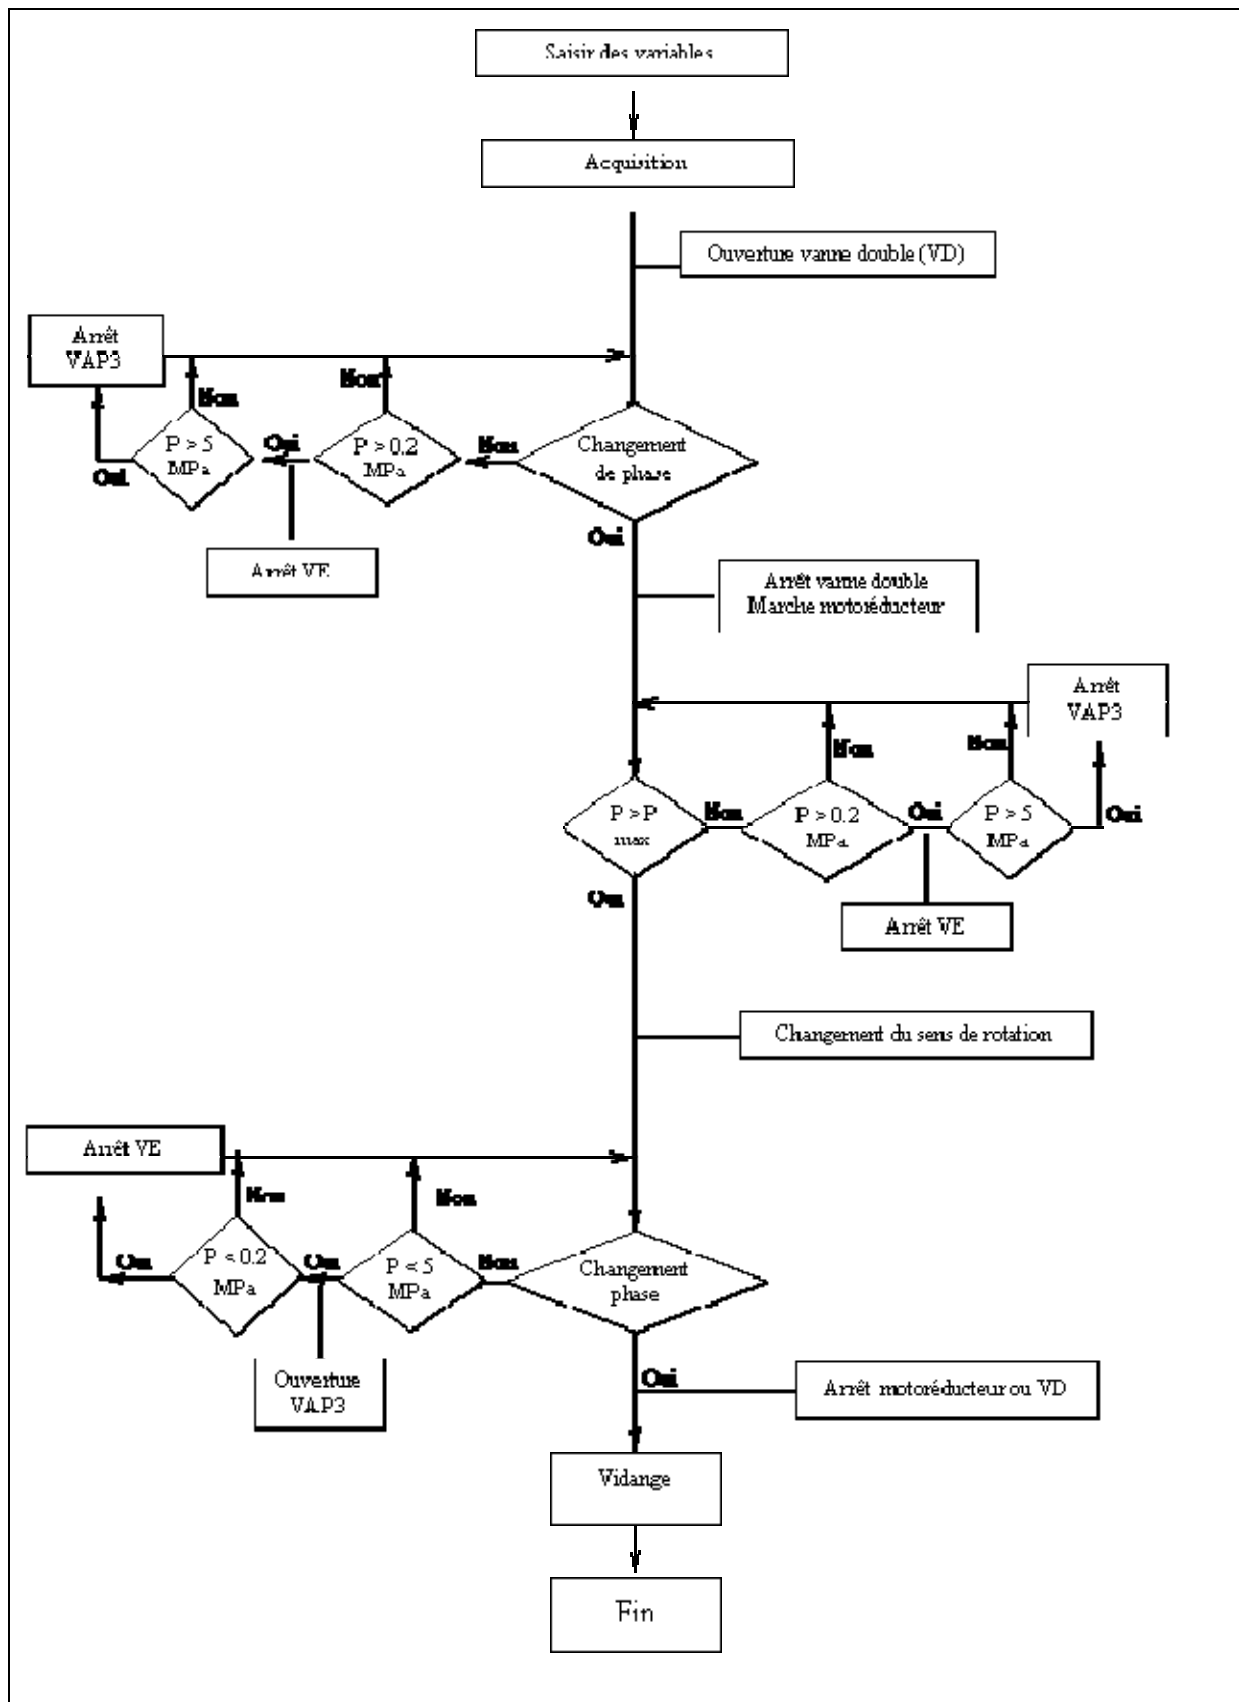 Saisir des variables
Acquisition
Ouverture vanne double (VD)
Arrêt
VAP3
Non
Non
P > 5
MPa
Oui
Oui
P > 0.2
MPa
Non
Changement
de phase
Oui
Arrêt VE
Arrêt vanne double
Marche motoréducteur
Arrêt
VAP3
Non
Non
P > P
max
Non
P > 0.2
MPa
Oui
P > 5
MPa
Oui
Oui
Arrêt VE
Changement du sens de rotation
Arrêt VE
Non
Non
Oui
P < 0.2
MPa
Oui
P < 5
MPa
Non
Changement
phase
Ouverture
VAP3
Oui
Arrêt motoréducteur ou VD
Vidange
Fin